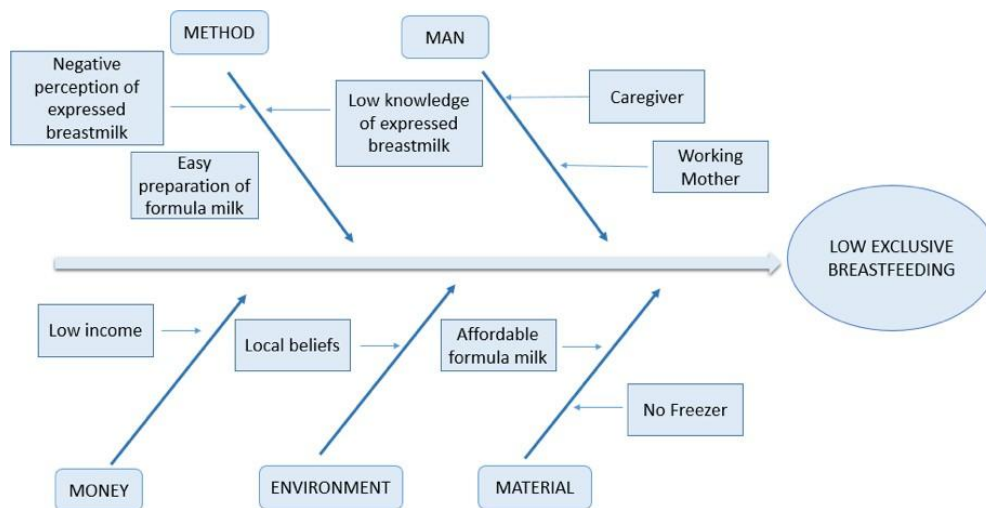 METHOD
MAN
Negative
perception of
expressed
breastmilk
Low knowledge
of expressed
breastmilk
Caregiver
Easy
preparation of
formula milk
Working
Mother
LOW EXCLUSIVE
BREASTFEEDING
Low income
Local beliefs
Affordable
formula milk
No Freezer
MONEY
ENVIRONMENT
MATERIAL